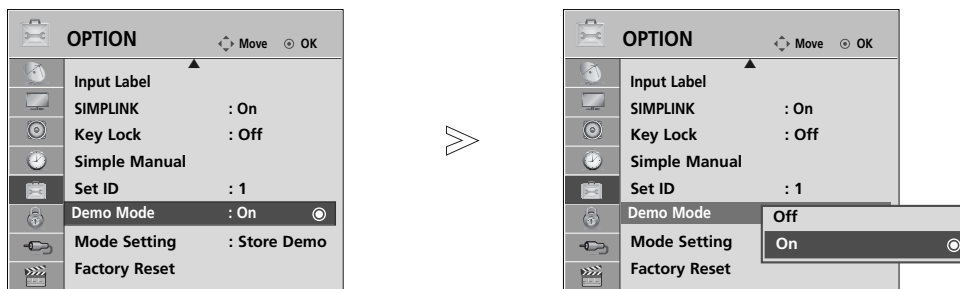 OPTION Move OK
Input Label
SIMPLINK : On
Key Lock : Off
Simple Manual
Set ID : 1
Demo Mode : On
Mode Setting : Store Demo
Factory Reset
OPTION Move OK
Input Label
SIMPLINK : On
Key Lock : Off
Simple Manual
Set ID : 1
Demo Mode
Off
On
Mode Setting
Factory Reset